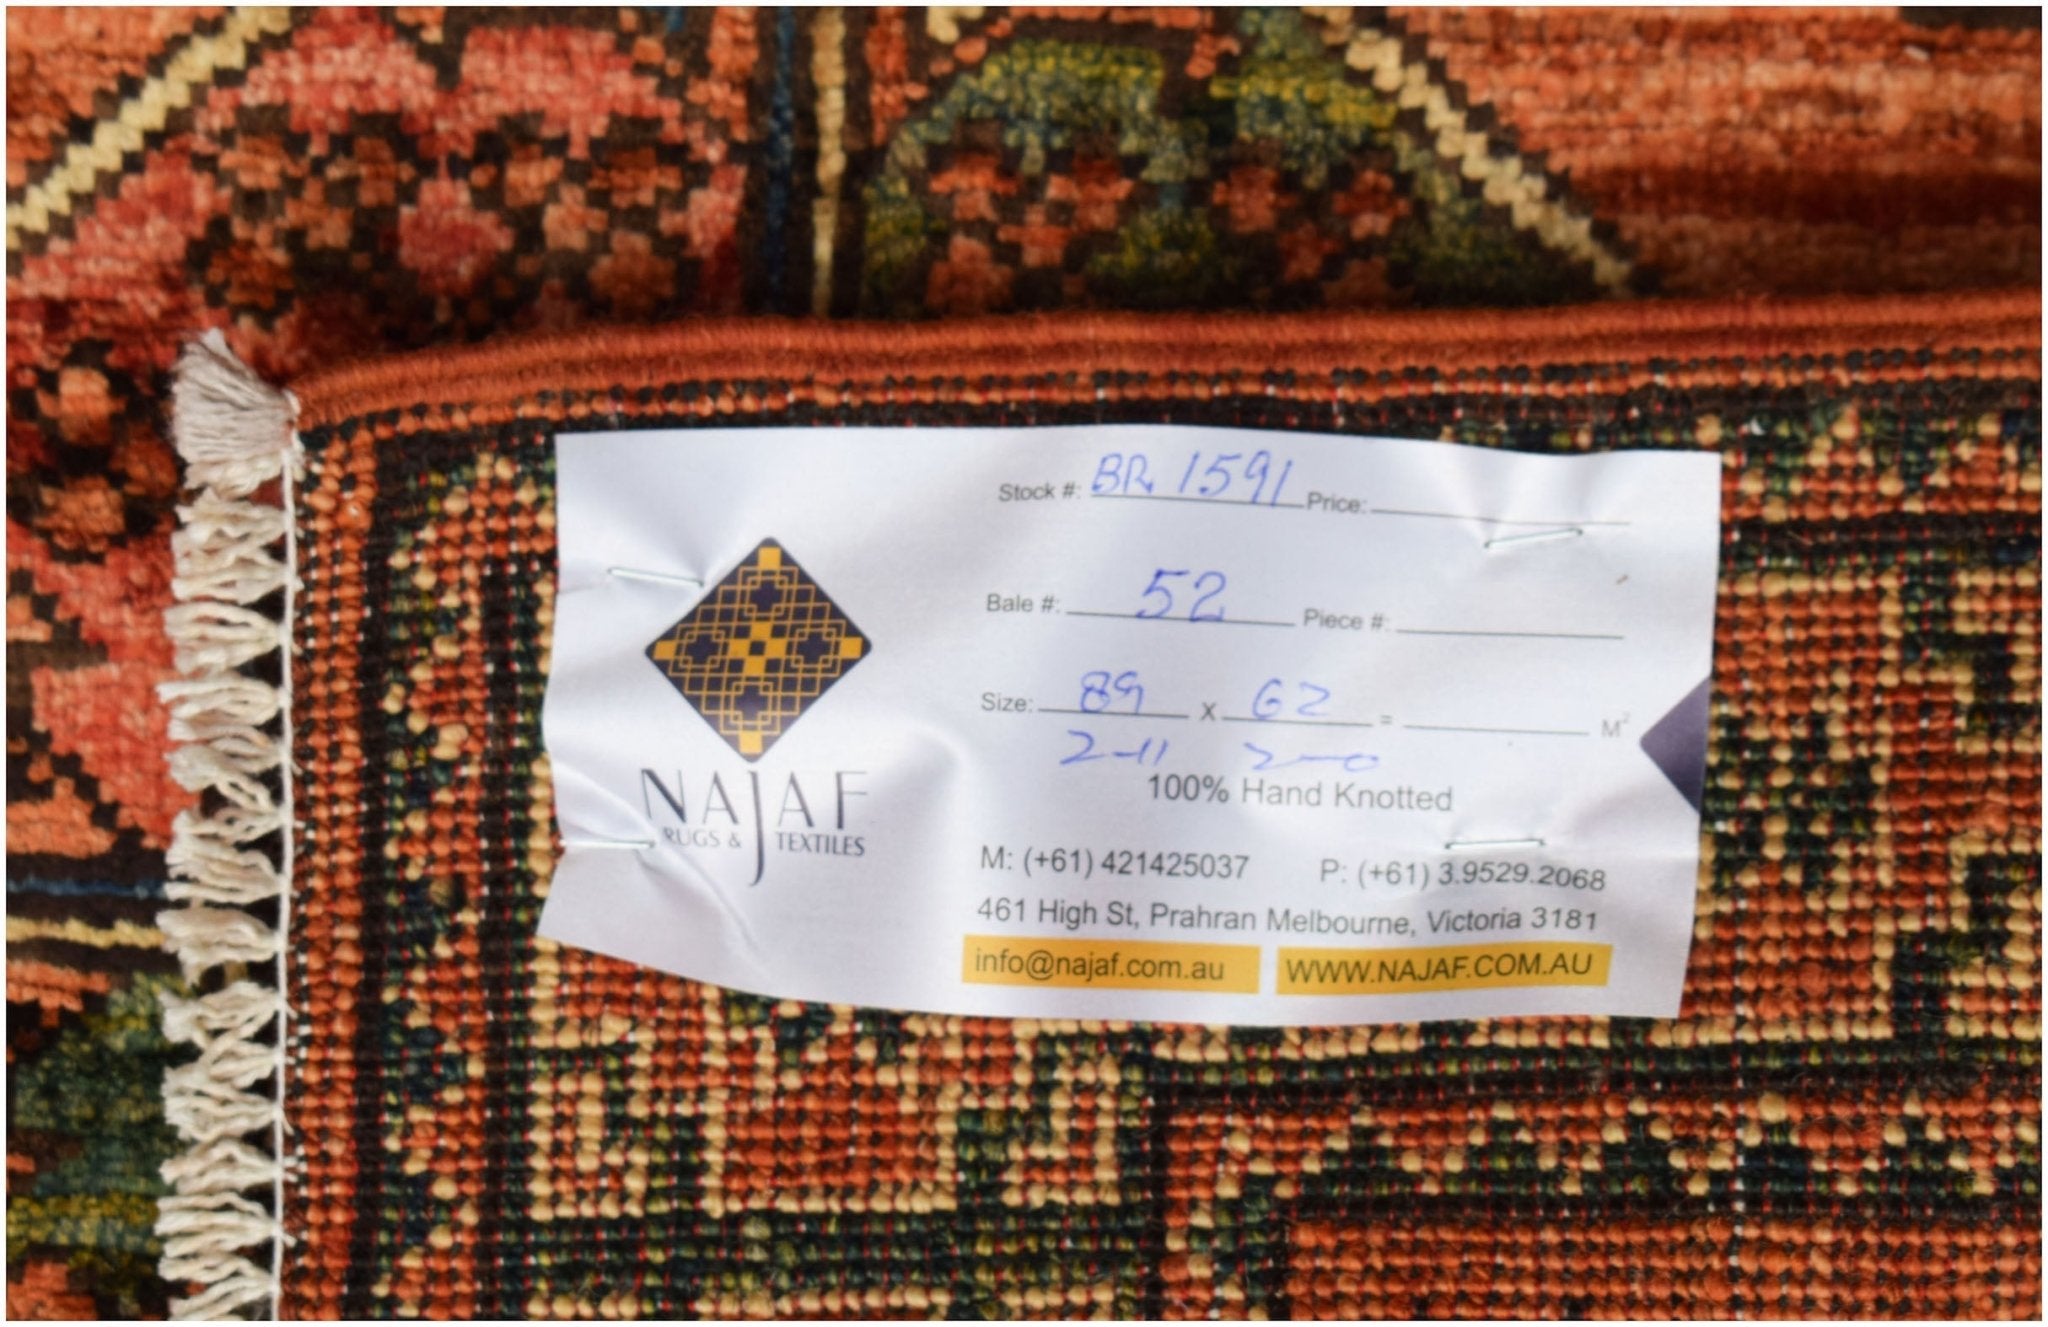 Stock #: BR 1591 Price:
Bale #: 52 Piece #:
Size: 89 x 62 = M²
2-11 2-0
100% Hand Knotted
NAJAF
RUGS & TEXTILES
M: (+61) 421425037 P: (+61) 3.9529.2068
461 High St, Prahran Melbourne, Victoria 3181
info@najaf.com.au WWW.NAJAF.COM.AU